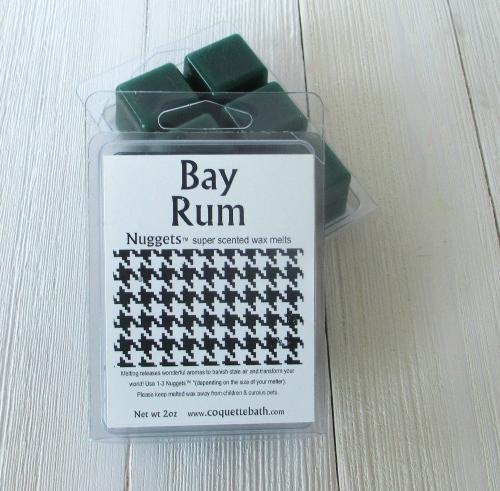 Bay
Rum
Nuggets™ super scented wax melts
Melting releases wonderful aromas to banish stale air and transform your
world! Use 1-3 Nuggets™ *(depending on the size of your melter).
Please keep melted wax away from children & curoius pets.
Net wt 2oz www.coquettebath.com